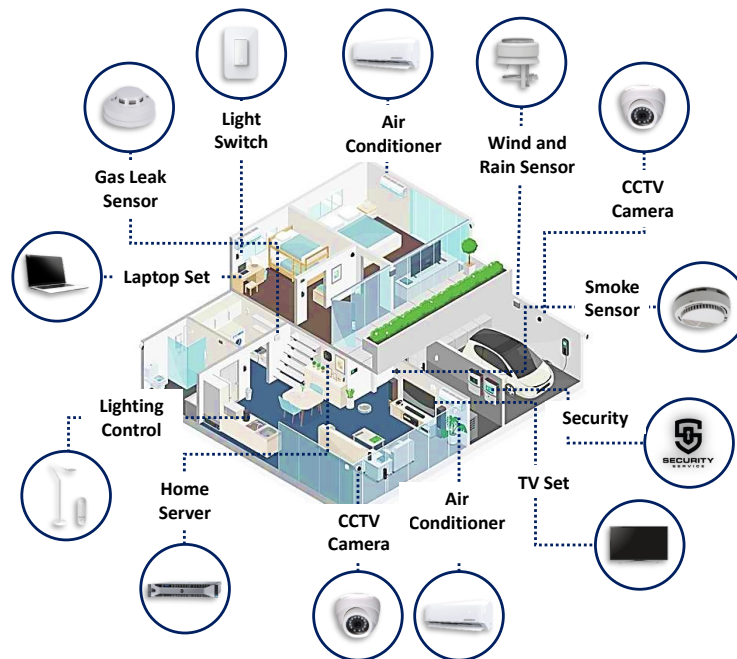 Light
Switch
Air
Conditioner
Wind and
Rain Sensor
CCTV
Camera
Gas Leak
Sensor
Laptop Set
Smoke
Sensor
Lighting
Control
Security
SECURITY
SERVICE
Home
Server
CCTV
Camera
Air
Conditioner
TV Set